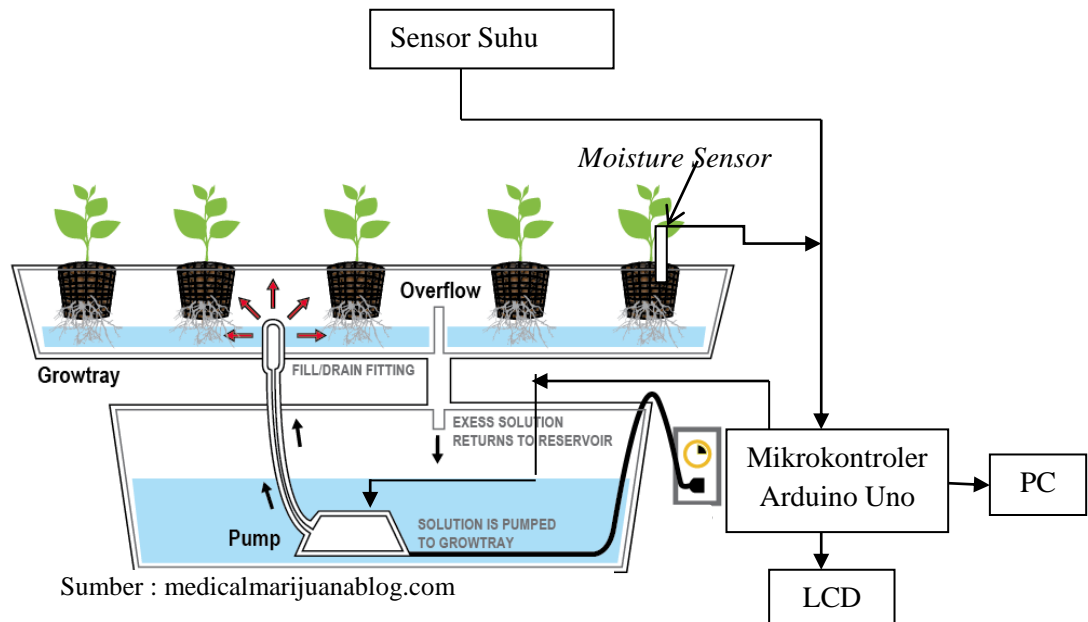 Sensor Suhu
Moisture Sensor
Overflow
Growtray
FILL/DRAIN FITTING
EXESS SOLUTION
RETURNS TO RESERVOIR
Mikrokontroler
Arduino Uno
PC
Pump
SOLUTION IS PUMPED
TO GROWTRAY
Sumber : medicalmarijuanablog.com
LCD